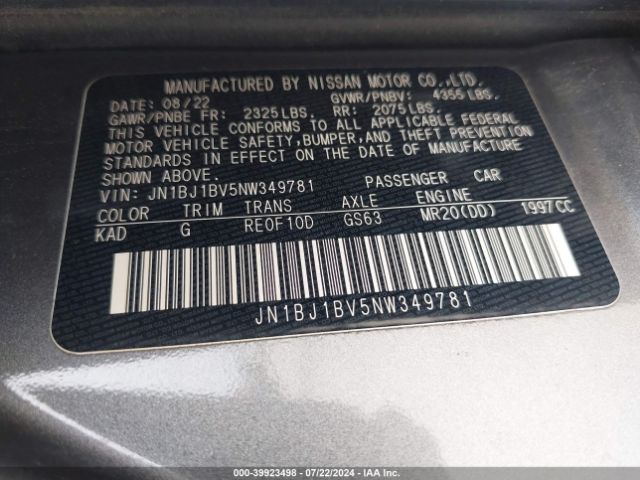 MANUFACTURED BY NISSAN MOTOR CO.,LTD.
DATE: 08/22 GVWR/PNBV: 4355 LBS.
GAWR/PNBE FR: 2325 LBS. RR: 2075 LBS.
THIS VEHICLE CONFORMS TO ALL APPLICABLE FEDERAL
MOTOR VEHICLE SAFETY, BUMPER, AND THEFT PREVENTION
STANDARDS IN EFFECT ON THE DATE OF MANUFACTURE
SHOWN ABOVE.
VIN: JN1BJ1BV5NW349781 PASSENGER CAR
COLOR TRIM TRANS AXLE ENGINE
KAD G RE0F10D GS63 MR20(DD) 1997CC
JN1BJ1BV5NW349781
000-39923498 - 07/22/2024 - IAAI.COM